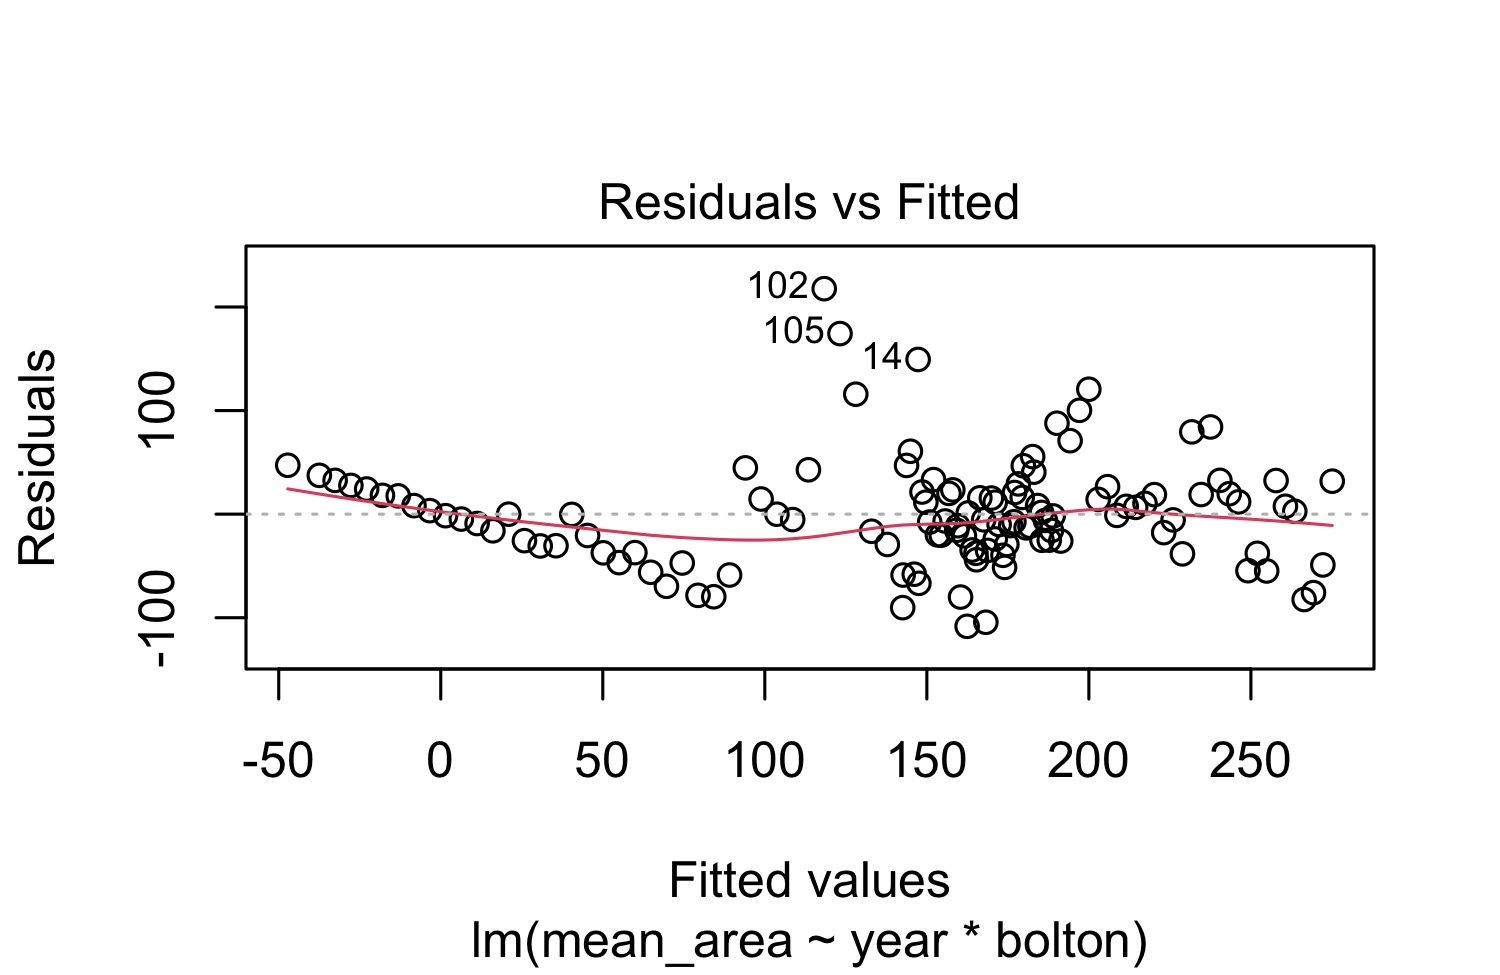 Residuals vs Fitted
102
105
14
Residuals
100
-100
-50 0 50 100 150 200 250
Fitted values
lm(mean_area ~ year * bolton)